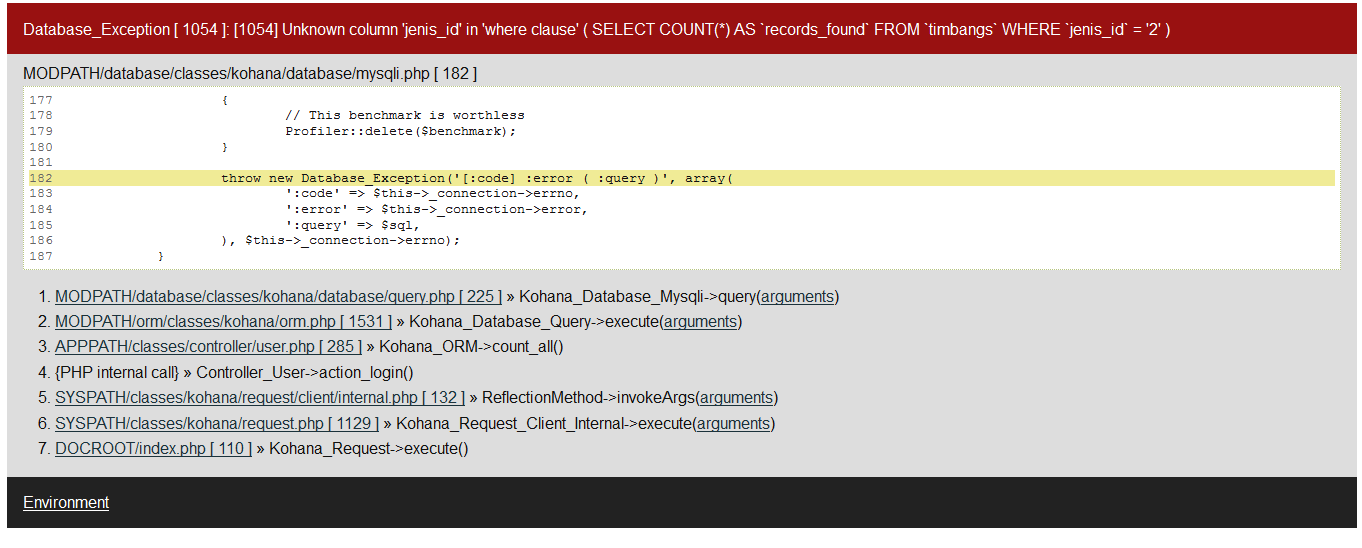 Database_Exception [ 1054 ]: [1054] Unknown column 'jenis_id' in 'where clause' ( SELECT COUNT(*) AS `records_found` FROM `timbangs` WHERE `jenis_id` = '2' )
MODPATH/database/classes/kohana/database/mysqli.php [ 182 ]
177 {
178 // This benchmark is worthless
179 Profiler::delete($benchmark);
180 }
181
182 throw new Database_Exception('[:code] :error ( :query )', array(
183 ':code' => $this->_connection->errno,
184 ':error' => $this->_connection->error,
185 ':query' => $sql,
186 ), $this->_connection->errno);
187 }
1. MODPATH/database/classes/kohana/database/query.php [ 225 ] » Kohana_Database_Mysqli->query(arguments)
2. MODPATH/orm/classes/kohana/orm.php [ 1531 ] » Kohana_Database_Query->execute(arguments)
3. APPPATH/classes/controller/user.php [ 285 ] » Kohana_ORM->count_all()
4. {PHP internal call} » Controller_User->action_login()
5. SYSPATH/classes/kohana/request/client/internal.php [ 132 ] » ReflectionMethod->invokeArgs(arguments)
6. SYSPATH/classes/kohana/request.php [ 1129 ] » Kohana_Request_Client_Internal->execute(arguments)
7. DOCROOT/index.php [ 110 ] » Kohana_Request->execute()
Environment